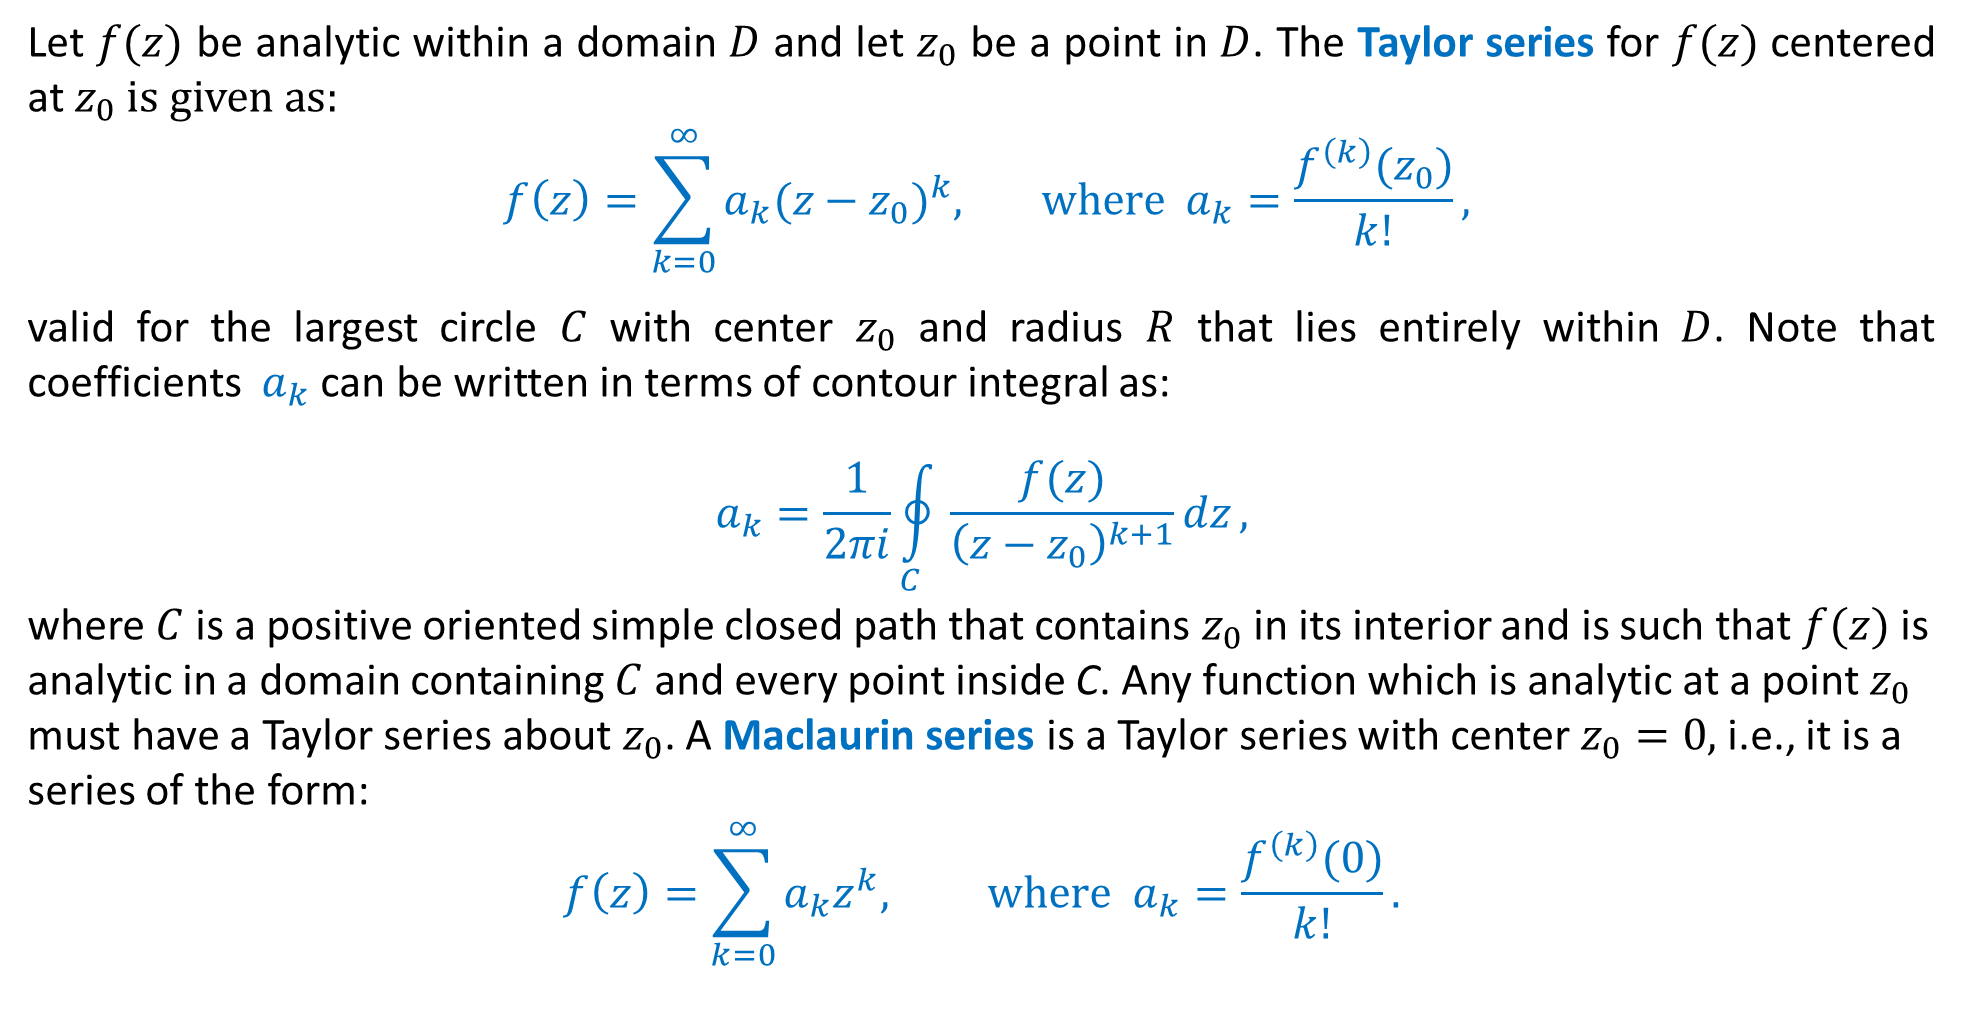 Let f(z) be analytic within a domain D and let z₀ be a point in D. The Taylor series for f(z) centered
at z₀ is given as:
f(z) = ∑_{k=0}^{∞} a_k(z − z₀)^k, where a_k = f^{(k)}(z₀)/k!,
valid for the largest circle C with center z₀ and radius R that lies entirely within D. Note that
coefficients a_k can be written in terms of contour integral as:
a_k = 1/(2πi) ∮_C f(z)/(z − z₀)^{k+1} dz,
where C is a positive oriented simple closed path that contains z₀ in its interior and is such that f(z) is
analytic in a domain containing C and every point inside C. Any function which is analytic at a point z₀
must have a Taylor series about z₀. A Maclaurin series is a Taylor series with center z₀ = 0, i.e., it is a
series of the form:
f(z) = ∑_{k=0}^{∞} a_k z^k, where a_k = f^{(k)}(0)/k!.